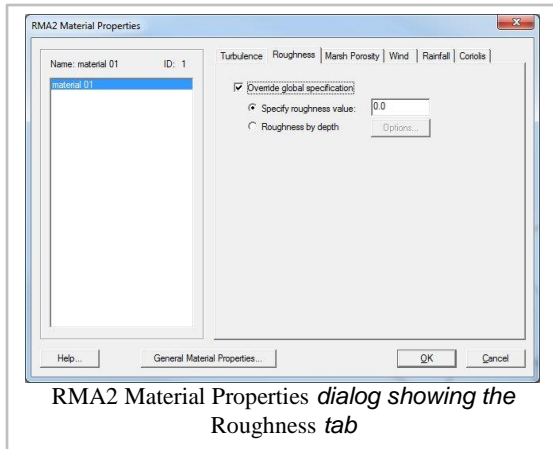 RMA2 Material Properties
Name: material 01 ID: 1
material 01
Turbulence Roughness Marsh Porosity Wind Rainfall Coriolis
Override global specification
Specify roughness value: 0.0
Roughness by depth Options...
Help... General Material Properties... OK Cancel
RMA2 Material Properties dialog showing the
Roughness tab